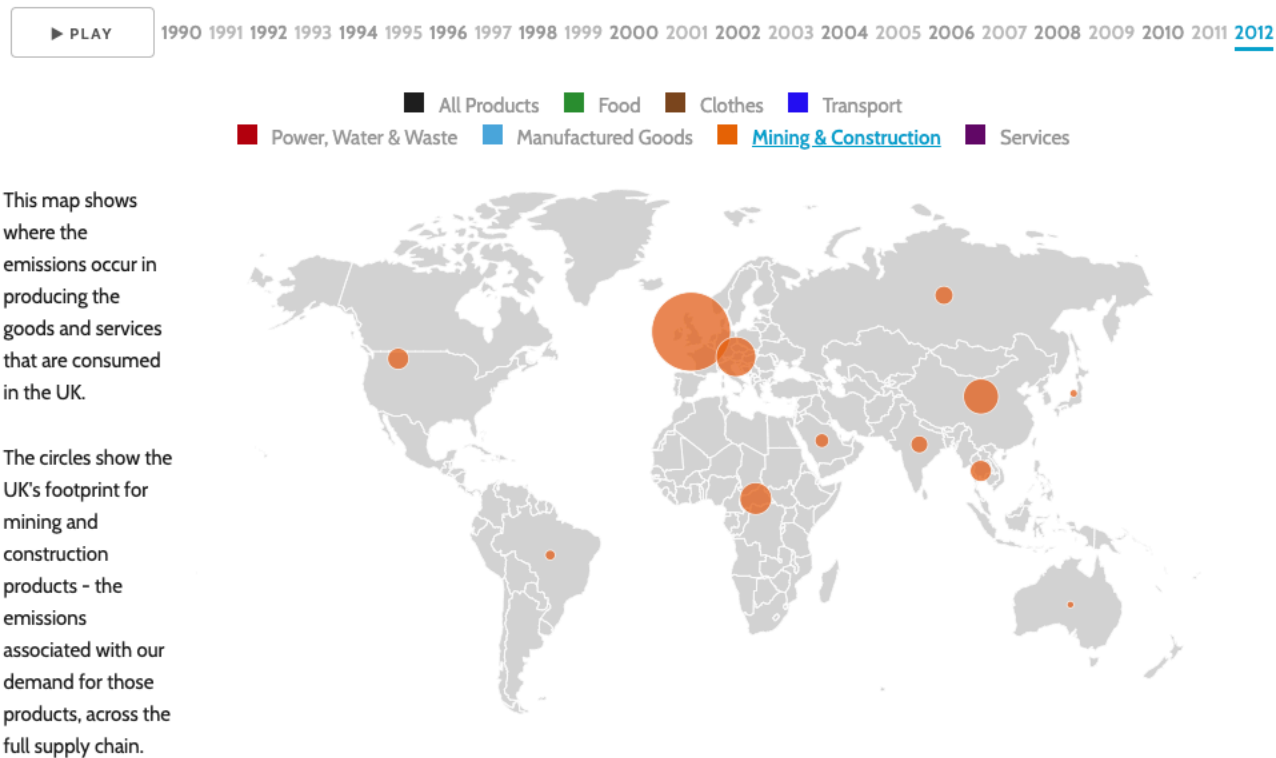 ▶ PLAY 1990 1991 1992 1993 1994 1995 1996 1997 1998 1999 2000 2001 2002 2003 2004 2005 2006 2007 2008 2009 2010 2011 2012
All Products Food Clothes Transport
Power, Water & Waste Manufactured Goods Mining & Construction Services
This map shows
where the
emissions occur in
producing the
goods and services
that are consumed
in the UK.
The circles show the
UK's footprint for
mining and
construction
products - the
emissions
associated with our
demand for those
products, across the
full supply chain.